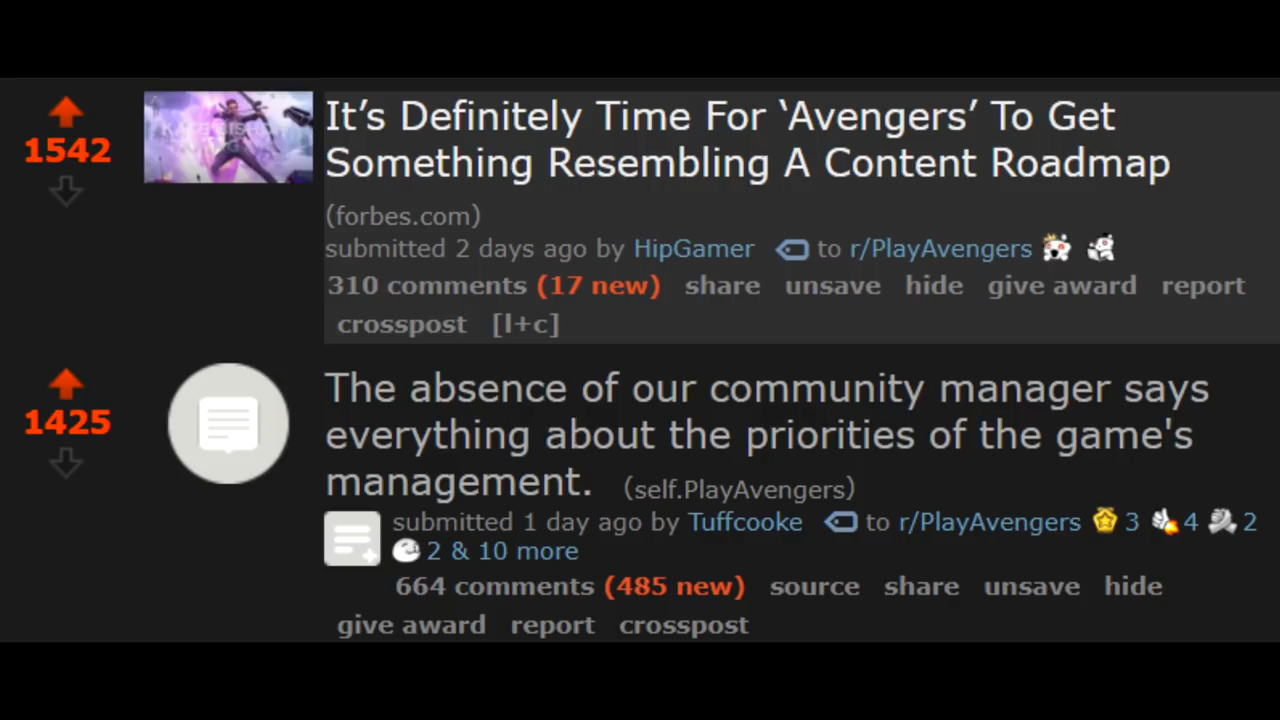 1542
KATE BISHOP
It’s Definitely Time For ‘Avengers’ To Get
Something Resembling A Content Roadmap
(forbes.com)
submitted 2 days ago by HipGamer to r/PlayAvengers
310 comments (17 new) share unsave hide give award report
crosspost [l+c]
1425
The absence of our community manager says
everything about the priorities of the game's
management. (self.PlayAvengers)
submitted 1 day ago by Tuffcooke to r/PlayAvengers 3 4 2
2 & 10 more
664 comments (485 new) source share unsave hide
give award report crosspost